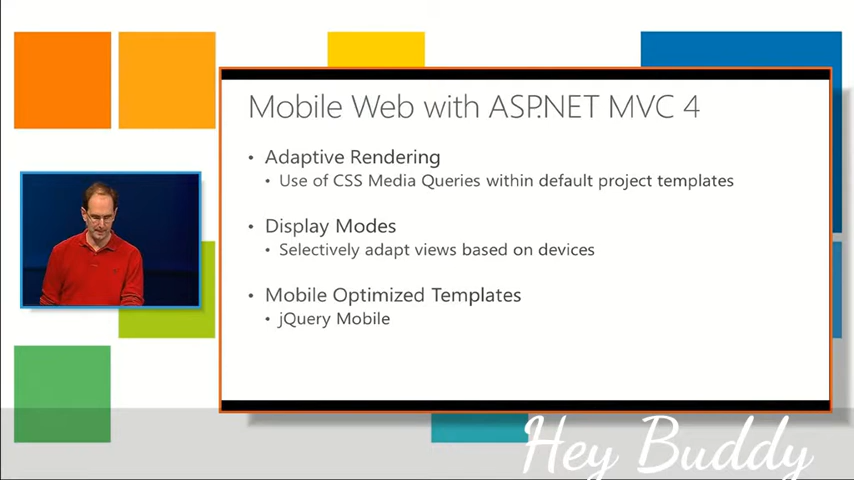 Mobile Web with ASP.NET MVC 4
• Adaptive Rendering
• Use of CSS Media Queries within default project templates
• Display Modes
• Selectively adapt views based on devices
• Mobile Optimized Templates
• jQuery Mobile
Hey Buddy